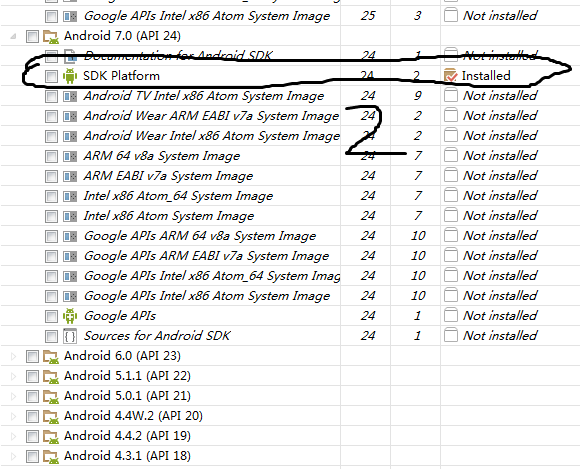 Google APIs Intel x86 Atom System Image 25 3 Not installed
Android 7.0 (API 24)
Documentation for Android SDK 24 1 Not installed
SDK Platform 24 2 Installed
Android TV Intel x86 Atom System Image 24 9 Not installed
Android Wear ARM EABI v7a System Image 24 2 Not installed
Android Wear Intel x86 Atom System Image 24 2 Not installed
2
ARM 64 v8a System Image 24 7 Not installed
ARM EABI v7a System Image 24 7 Not installed
Intel x86 Atom_64 System Image 24 7 Not installed
Intel x86 Atom System Image 24 7 Not installed
Google APIs ARM 64 v8a System Image 24 10 Not installed
Google APIs ARM EABI v7a System Image 24 10 Not installed
Google APIs Intel x86 Atom_64 System Image 24 10 Not installed
Google APIs Intel x86 Atom System Image 24 10 Not installed
Google APIs 24 1 Not installed
Sources for Android SDK 24 1 Not installed
Android 6.0 (API 23)
Android 5.1.1 (API 22)
Android 5.0.1 (API 21)
Android 4.4W.2 (API 20)
Android 4.4.2 (API 19)
Android 4.3.1 (API 18)